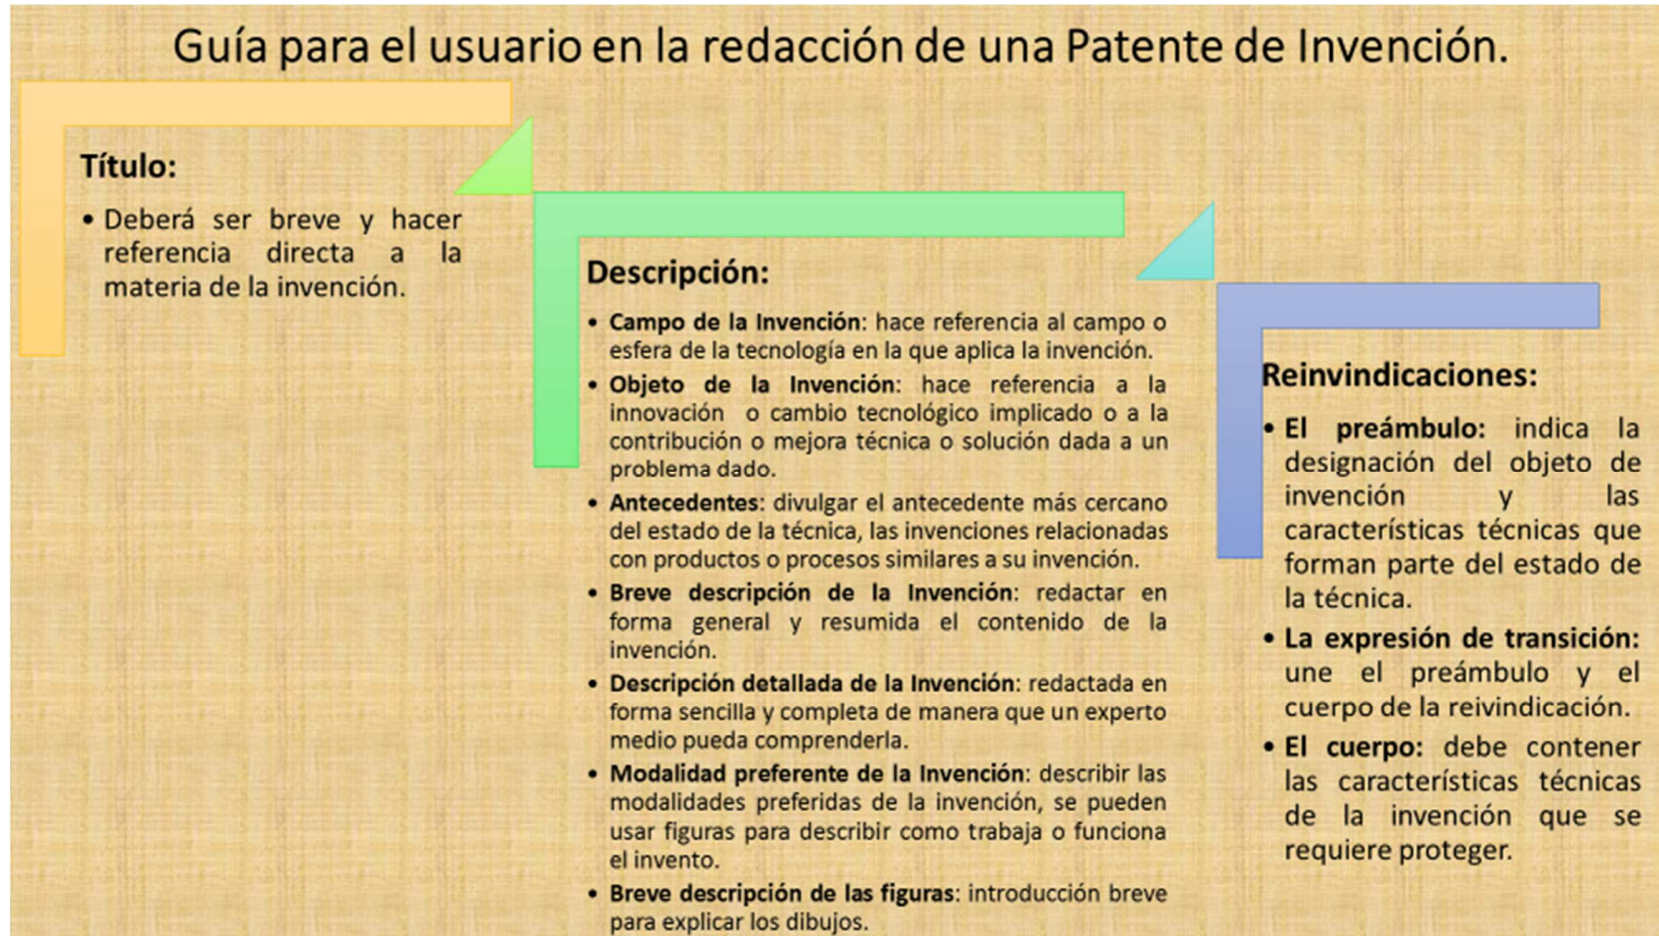 Guía para el usuario en la redacción de una Patente de Invención.
Título:
• Deberá ser breve y hacer
referencia directa a la
materia de la invención.
Descripción:
• Campo de la Invención: hace referencia al campo o
esfera de la tecnología en la que aplica la invención.
• Objeto de la Invención: hace referencia a la
innovación o cambio tecnológico implicado o a la
contribución o mejora técnica o solución dada a un
problema dado.
• Antecedentes: divulgar el antecedente más cercano
del estado de la técnica, las invenciones relacionadas
con productos o procesos similares a su invención.
• Breve descripción de la Invención: redactar en
forma general y resumida el contenido de la
invención.
• Descripción detallada de la Invención: redactada en
forma sencilla y completa de manera que un experto
medio pueda comprenderla.
• Modalidad preferente de la Invención: describir las
modalidades preferidas de la invención, se pueden
usar figuras para describir como trabaja o funciona
el invento.
• Breve descripción de las figuras: introducción breve
para explicar los dibujos.
Reinvindicaciones:
• El preámbulo: indica la
designación del objeto de
invención y las
características técnicas que
forman parte del estado de
la técnica.
• La expresión de transición:
une el preámbulo y el
cuerpo de la reivindicación.
• El cuerpo: debe contener
las características técnicas
de la invención que se
requiere proteger.